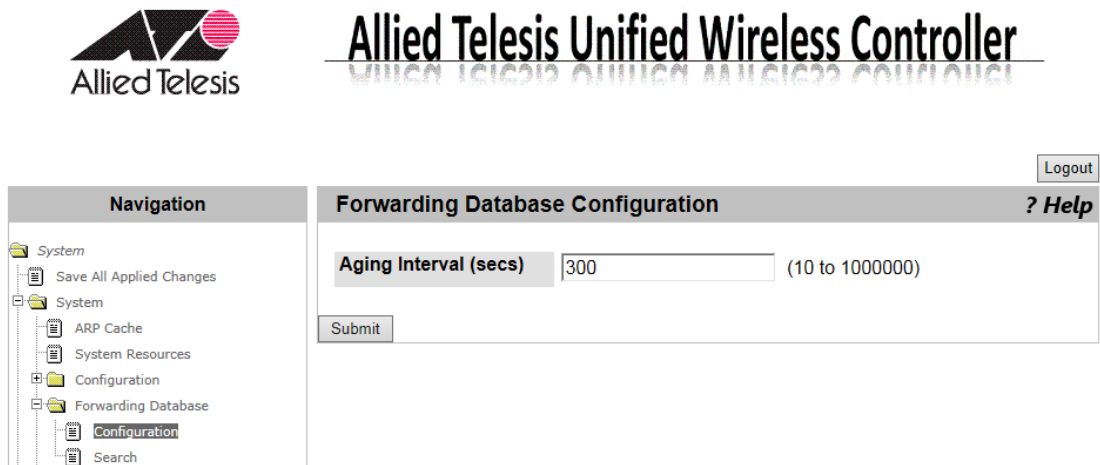 Allied Telesis
Allied Telesis Unified Wireless Controller
Logout
Navigation
System
Save All Applied Changes
System
ARP Cache
System Resources
Configuration
Forwarding Database
Configuration
Search
Forwarding Database Configuration
? Help
Aging Interval (secs) 300 (10 to 1000000)
Submit